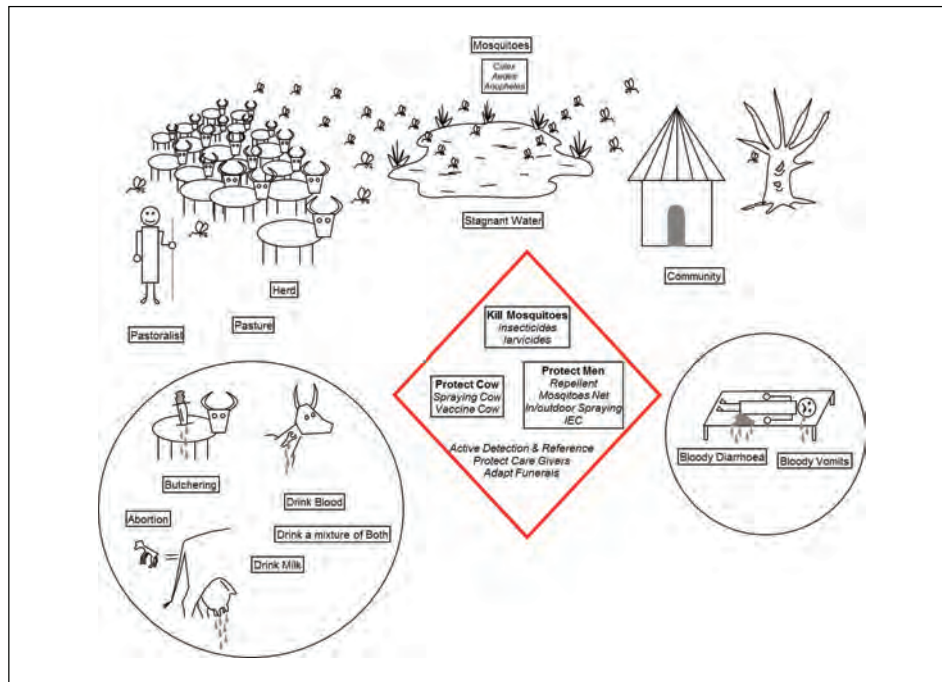 Mosquitoes
Culex
Aedes
Anopheles
Stagnant Water
Community
Herd
Pastoralist
Pasture
Kill Mosquitoes
Insecticides
larvicides
Protect Cow
Spraying Cow
Vaccine Cow
Protect Men
Repellent
Mosqitoes Net
In/outdoor Spraying
IEC
Active Detection & Reference
Protect Care Givers
Adapt Funerals
Butchering
Drink Blood
Abortion
Drink a mixture of Both
Drink Milk
Bloody Diarrhoea
Bloody Vomits